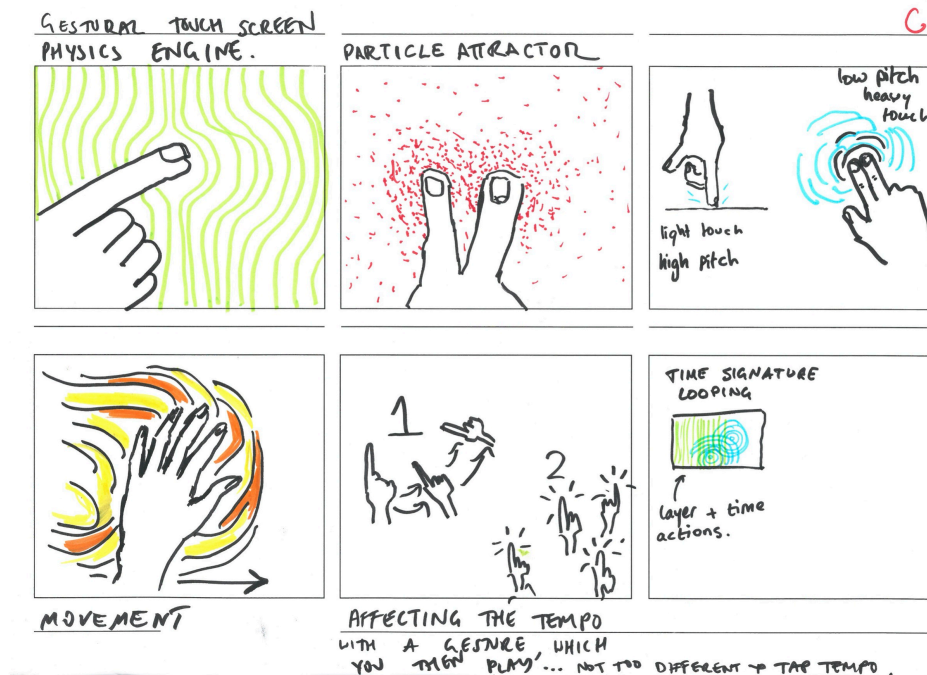 GESTURAL TOUCH SCREEN
PHYSICS ENGINE.
PARTICLE ATTRACTOR
G
low pitch
heavy
touch
light touch
high pitch
MOVEMENT
1
2
AFFECTING THE TEMPO
WITH A GESTURE, WHICH
YOU THEN 'PLAY'... NOT TOO DIFFERENT TO TAP TEMPO.
TIME SIGNATURE
LOOPING
layer + time
actions.